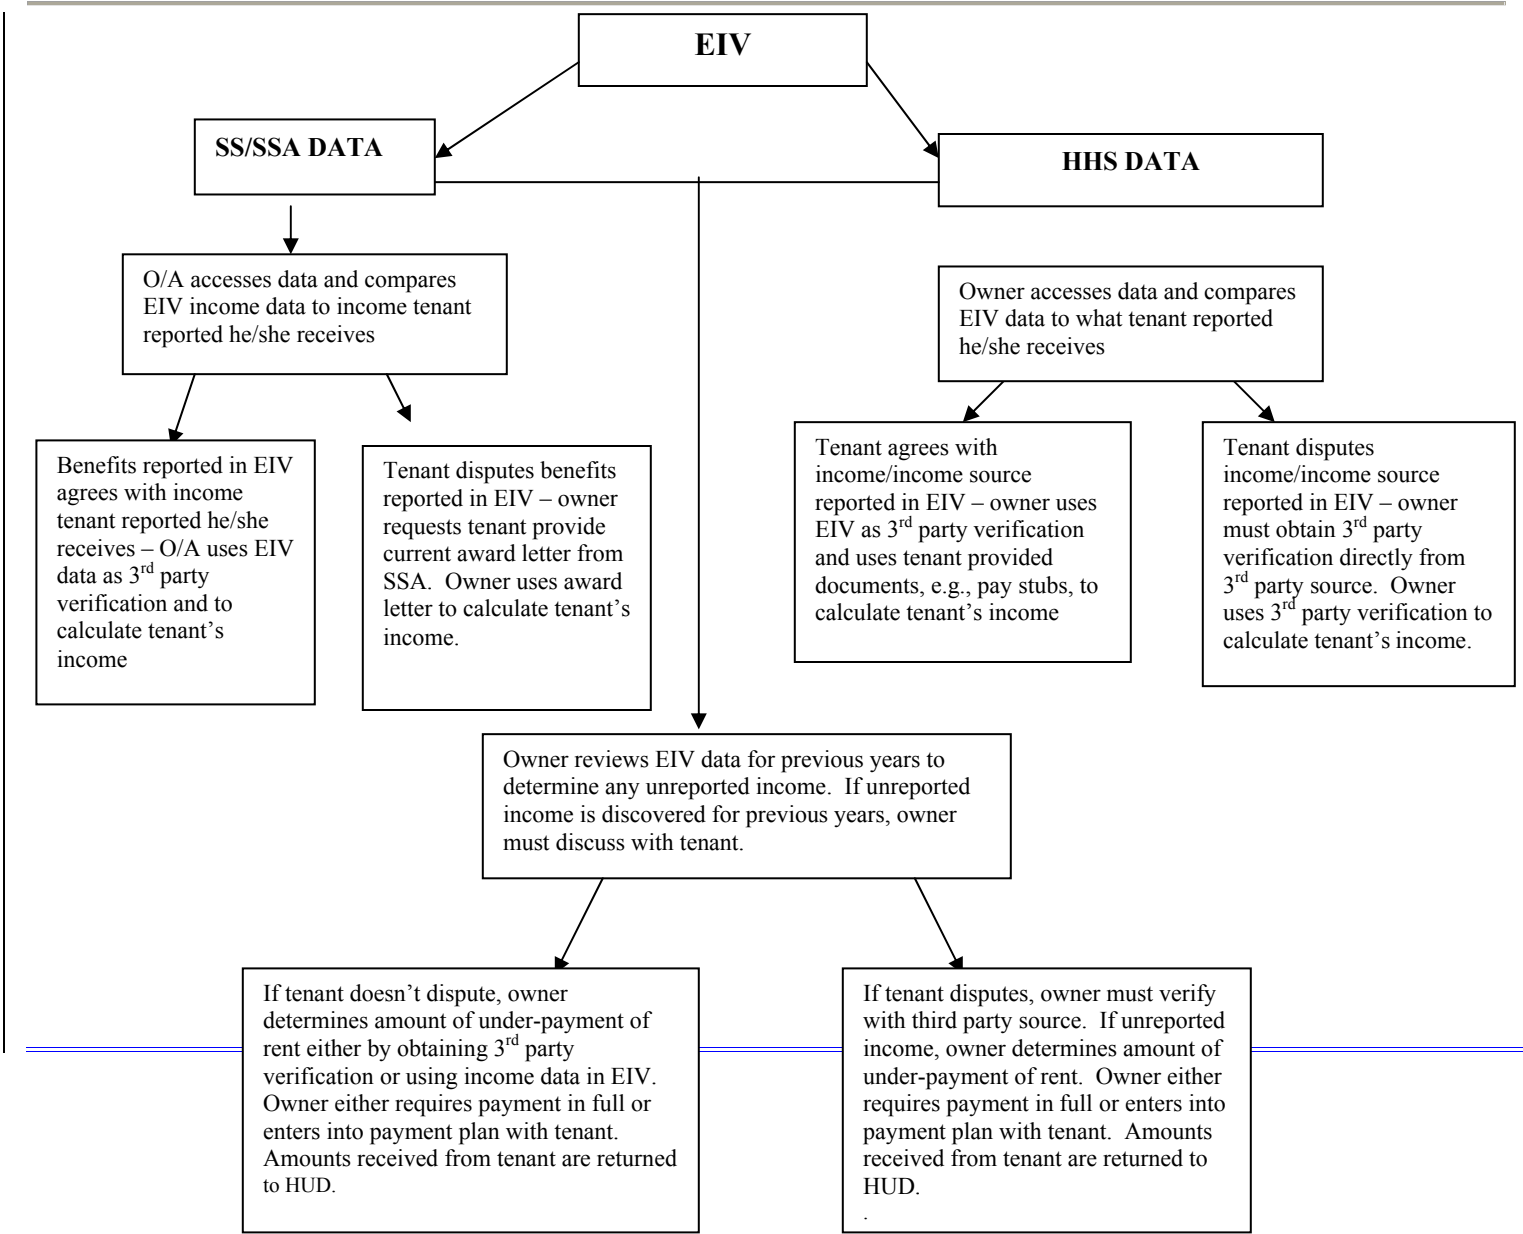 EIV
SS/SSA DATA
HHS DATA
O/A accesses data and compares
EIV income data to income tenant
reported he/she receives
Owner accesses data and compares
EIV data to what tenant reported
he/she receives
Benefits reported in EIV
agrees with income
tenant reported he/she
receives – O/A uses EIV
data as 3rd party
verification and to
calculate tenant’s
income
Tenant disputes benefits
reported in EIV – owner
requests tenant provide
current award letter from
SSA.  Owner uses award
letter to calculate tenant’s
income.
Tenant agrees with
income/income source
reported in EIV – owner uses
EIV as 3rd party verification
and uses tenant provided
documents, e.g., pay stubs, to
calculate tenant’s income
Tenant disputes
income/income source
reported in EIV – owner
must obtain 3rd party
verification directly from
3rd party source.  Owner
uses 3rd party verification to
calculate tenant’s income.
Owner reviews EIV data for previous years to
determine any unreported income.  If unreported
income is discovered for previous years, owner
must discuss with tenant.
If tenant doesn’t dispute, owner
determines amount of under-payment of
rent either by obtaining 3rd party
verification or using income data in EIV.
Owner either requires payment in full or
enters into payment plan with tenant.
Amounts received from tenant are returned
to HUD.
If tenant disputes, owner must verify
with third party source.  If unreported
income, owner determines amount of
under-payment of rent.  Owner either
requires payment in full or enters into
payment plan with tenant.  Amounts
received from tenant are returned to
HUD.
.